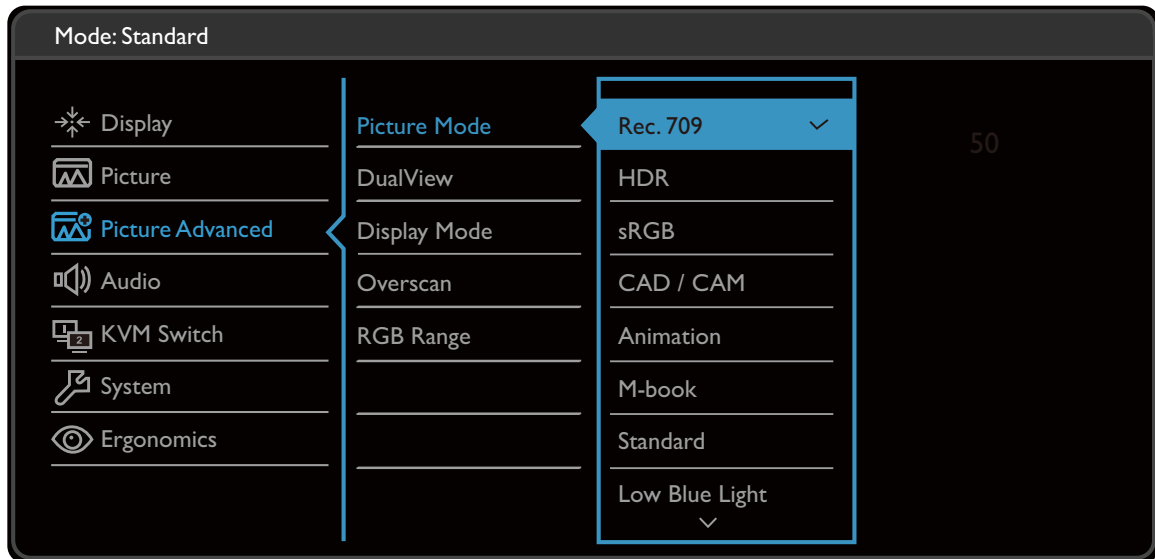 Mode: Standard
Display
Picture
Picture Advanced
Audio
KVM Switch
2
System
Ergonomics
Picture Mode
DualView
Display Mode
Overscan
RGB Range
Rec. 709
HDR
sRGB
CAD / CAM
Animation
M-book
Standard
Low Blue Light
50